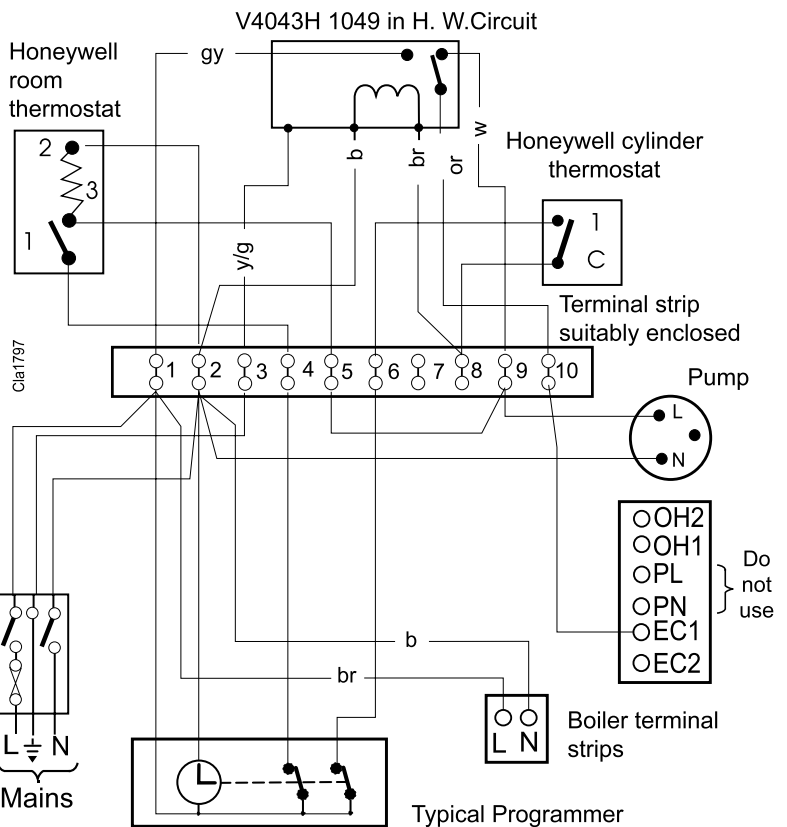 V4043H 1049 in H. W.Circuit
Honeywell
room
thermostat
gy
w
b
br
or
y/g
2
3
1
Honeywell cylinder
thermostat
1
C
Terminal strip
suitably enclosed
Cla1797
1 2 3 4 5 6 7 8 9 10
Pump
L
N
OH2
OH1
PL
PN
EC1
EC2
Do
not
use
b
br
L N
Boiler terminal
strips
L N
Mains
Typical Programmer